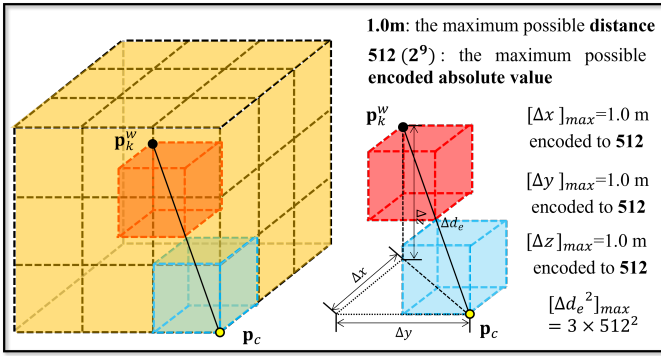 1.0m: the maximum possible distance
512 (2⁹) : the maximum possible
encoded absolute value
𝐩ₖʷ
𝐩꜀
𝐩ₖʷ
Δz
Δdₑ
Δx
Δy
𝐩꜀
[Δx ]ₘₐₓ=1.0 m
encoded to 512
[Δy ]ₘₐₓ=1.0 m
encoded to 512
[Δz]ₘₐₓ=1.0 m
encoded to 512
[Δdₑ²]ₘₐₓ
= 3 × 512²